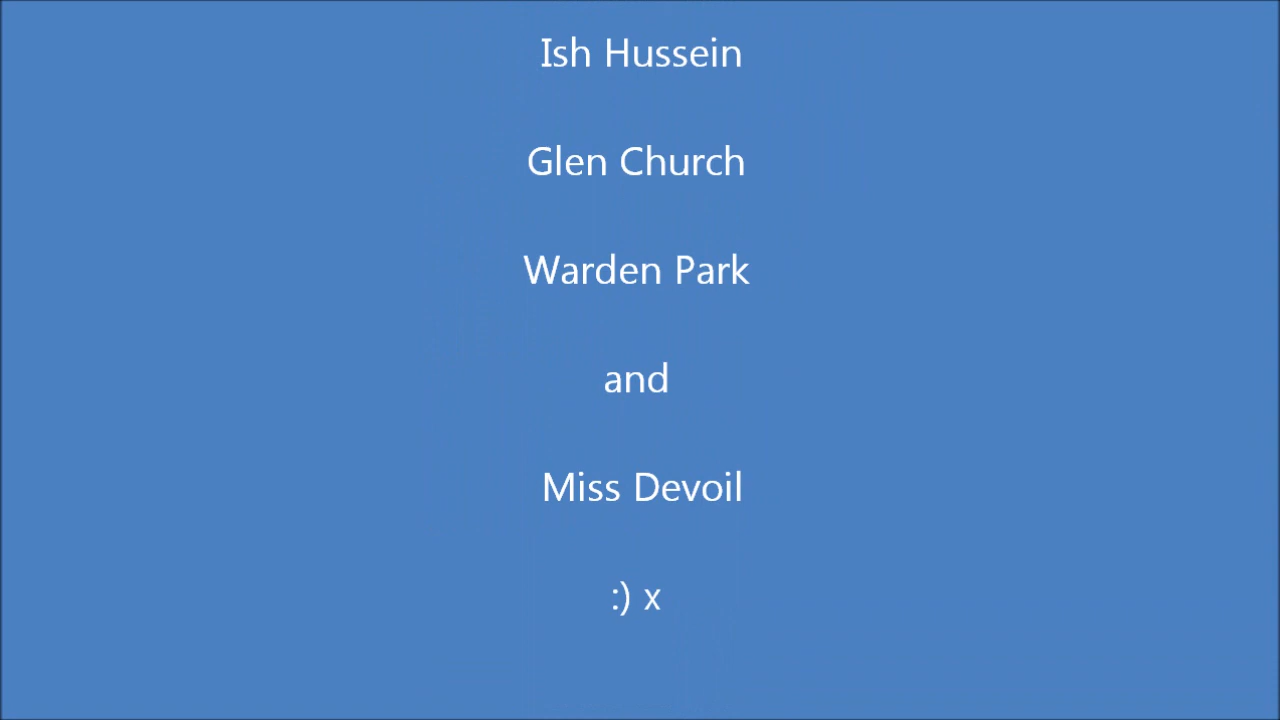 Ish Hussein
Glen Church
Warden Park
and
Miss Devoil
:) x